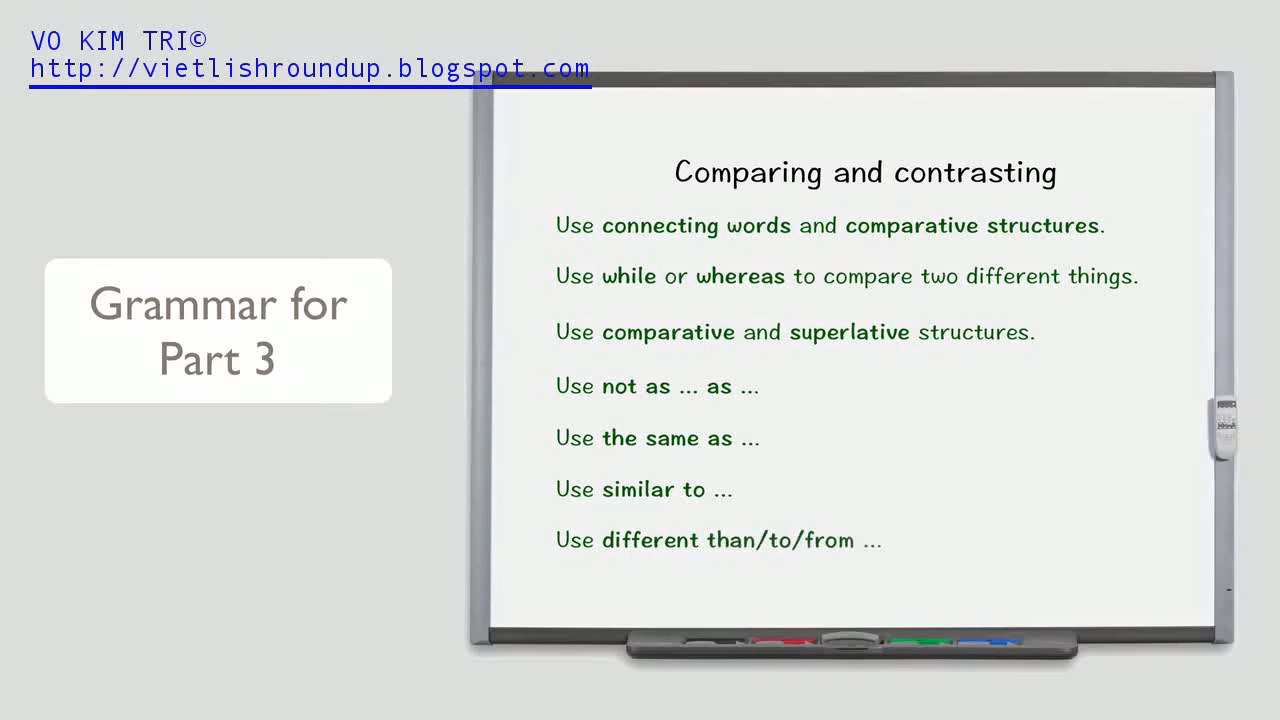 VO KIM TRI©
http://vietlishroundup.blogspot.com
Grammar for
Part 3
Comparing and contrasting
Use connecting words and comparative structures.
Use while or whereas to compare two different things.
Use comparative and superlative structures.
Use not as ... as ...
Use the same as ...
Use similar to ...
Use different than/to/from ...